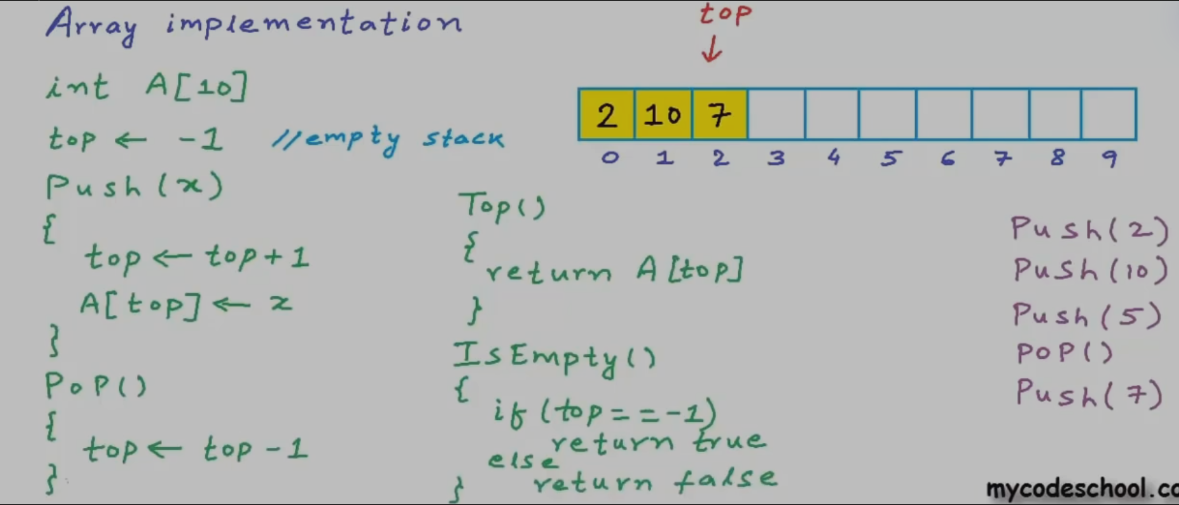 Array implementation
int A[10]
top ← -1 //empty stack
Push(x)
{
top ← top+1
A[top] ← x
}
PoP()
{
top ← top -1
}
Top()
{
return A[top]
}
IsEmpty()
{
if (top == -1)
return true
else
return false
}
top
↓
2 10 7
0 1 2 3 4 5 6 7 8 9
Push(2)
Push(10)
Push(5)
POP()
Push(7)
mycodeschool.co